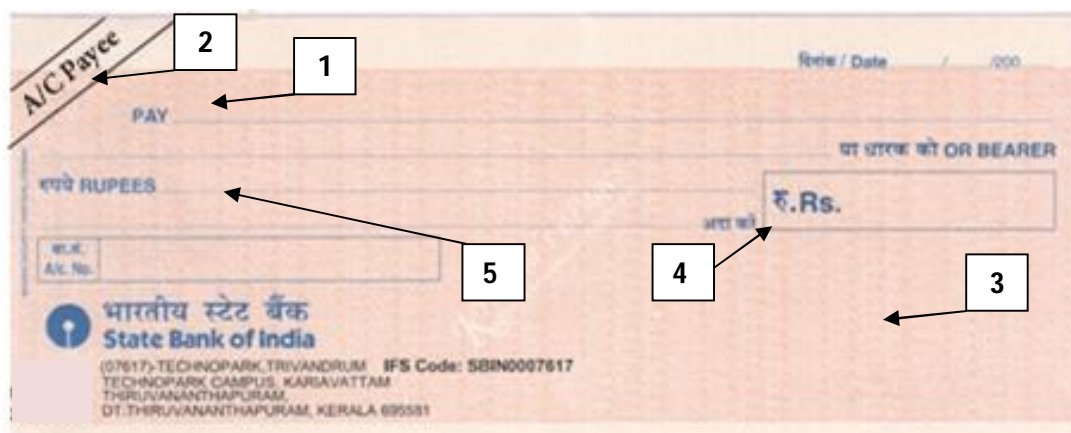 A/C Payee
2
1
दिनांक / Date / /200
PAY
या धारक को OR BEARER
रुपये RUPEES
रु.Rs.
अदा करें
खा.सं.
A/c. No.
5
4
3
भारतीय स्टेट बैंक
State Bank of India
(07617)-TECHNOPARK,TRIVANDRUM IFS Code: SBIN0007617
TECHNOPARK CAMPUS, KARIAVATTAM
THIRUVANANTHAPURAM,
DT.THIRUVANANTHAPURAM, KERALA 695581